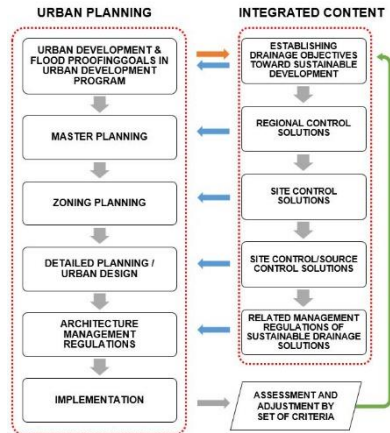 URBAN PLANNING
URBAN DEVELOPMENT &
FLOOD PROOFINGGOALS IN
URBAN DEVELOPMENT
PROGRAM
MASTER PLANNING
ZONING PLANNING
DETAILED PLANNING /
URBAN DESIGN
ARCHITECTURE
MANAGEMENT
REGULATIONS
IMPLEMENTATION
INTEGRATED CONTENT
ESTABLISHING
DRAINAGE OBJECTIVES
TOWARD SUSTAINABLE
DEVELOPMENT
REGIONAL CONTROL
SOLUTIONS
SITE CONTROL
SOLUTIONS
SITE CONTROL/SOURCE
CONTROL SOLUTIONS
RELATED MANAGEMENT
REGULATIONS OF
SUSTAINABLE DRAINAGE
SOLUTIONS
ASSESSMENT AND
ADJUSTMENT BY
SET OF CRITERIA